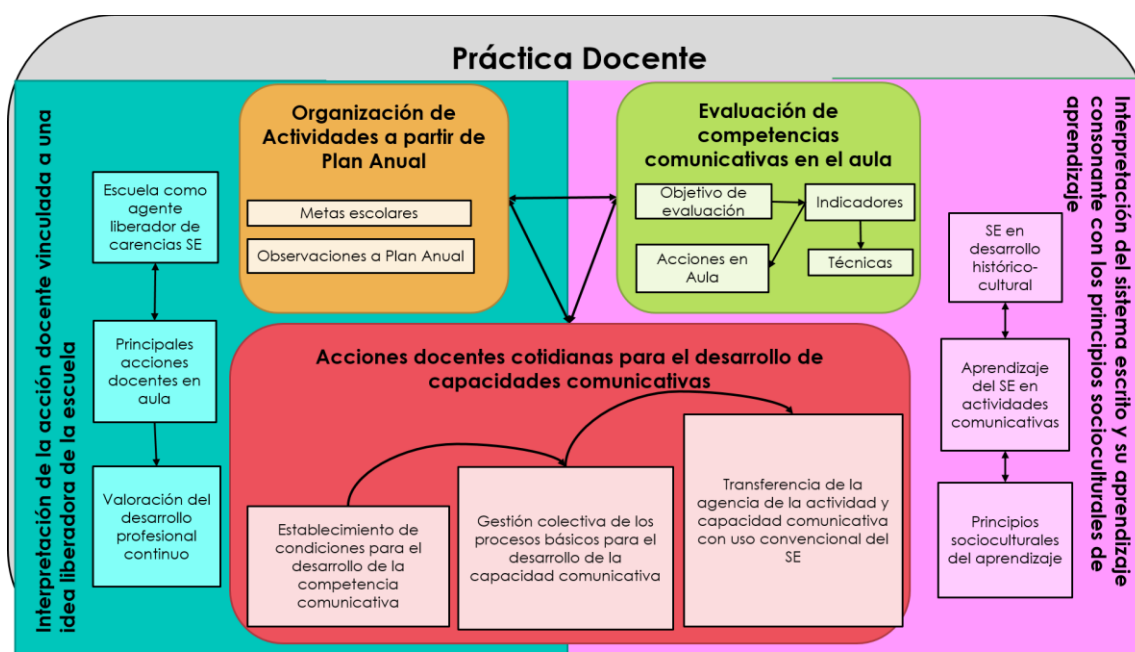 Práctica Docente
Interpretación de la acción docente vinculada a una
idea liberadora de la escuela
Escuela como
agente
liberador de
carencias SE
Principales
acciones
docentes en
aula
Valoración del
desarrollo
profesional
continuo
Organización de
Actividades a partir de
Plan Anual
Metas escolares
Observaciones a Plan Anual
Evaluación de
competencias
comunicativas en el aula
Objetivo de
evaluación
Indicadores
Acciones en
Aula
Técnicas
Acciones docentes cotidianas para el desarrollo de
capacidades comunicativas
Establecimiento de
condiciones para el
desarrollo de la
competencia
comunicativa
Gestión colectiva de los
procesos básicos para el
desarrollo de la
capacidad comunicativa
Transferencia de la
agencia de la actividad y
capacidad comunicativa
con uso convencional del
SE
SE en
desarrollo
histórico-
cultural
Aprendizaje
del SE en
actividades
comunicativas
Principios
socioculturales
del aprendizaje
Interpretación del sistema escrito y su aprendizaje
consonante con los principios socioculturales de
aprendizaje